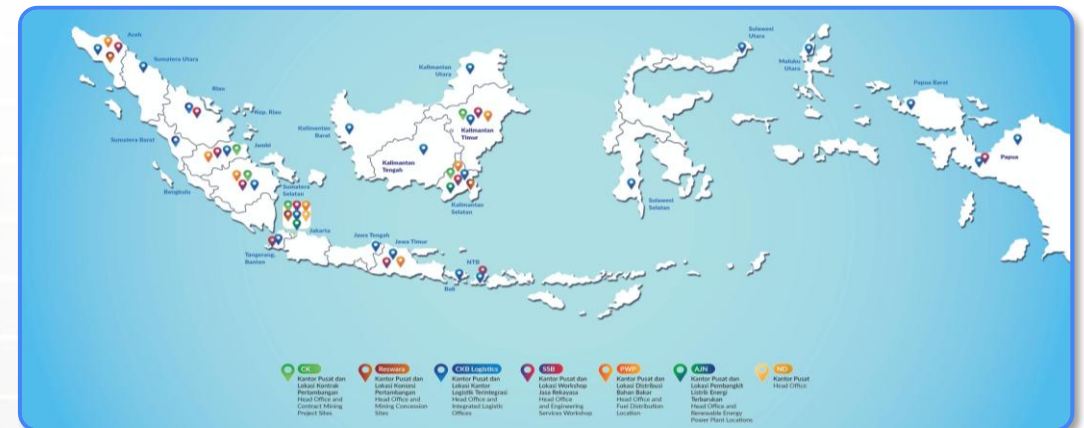 Aceh
Sumatera Utara
Riau
Kep. Riau
Sumatera Barat
Jambi
Bengkulu
Sumatera
Selatan
Jakarta
Tangerang,
Banten
Jawa Tengah
Jawa Timur
Bali
NTB
Kalimantan
Utara
Kalimantan
Barat
Kalimantan
Timur
Kalimantan
Tengah
Kalimantan
Selatan
Sulawesi
Utara
Sulawesi
Selatan
Maluku
Utara
Papua Barat
Papua
CK
Kantor Pusat dan
Lokasi Kontrak
Pertambangan
Head Office and
Contract Mining
Project Sites
Reswara
Kantor Pusat dan
Lokasi Konsesi
Pertambangan
Head Office and
Mining Concession
Sites
CKB Logistics
Kantor Pusat dan
Lokasi Kantor
Logistik Terintegrasi
Head Office and
Integrated Logistic
Offices
SSB
Kantor Pusat dan
Lokasi Workshop
Jasa Rekayasa
Head Office
and Engineering
Services Workshop
PWP
Kantor Pusat dan
Lokasi Distribusi
Bahan Bakar
Head Office and
Fuel Distribution
Location
AJN
Kantor Pusat dan
Lokasi Pembangkit
Listrik Energi
Terbarukan
Head Office and
Renewable Energy
Power Plant Locations
ND
Kantor Pusat
Head Office